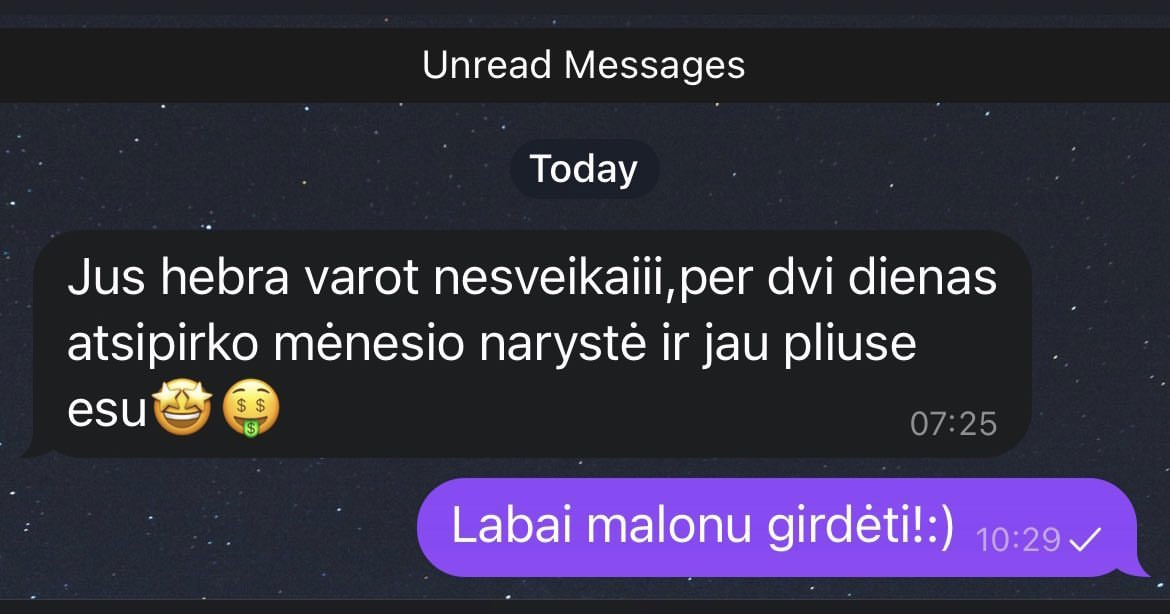 Unread Messages
Today
Jus hebra varot nesveikaiii,per dvi dienas
atsipirko mėnesio narystė ir jau pliuse
esu🤩🤑
07:25
Labai malonu girdėti!:)
10:29